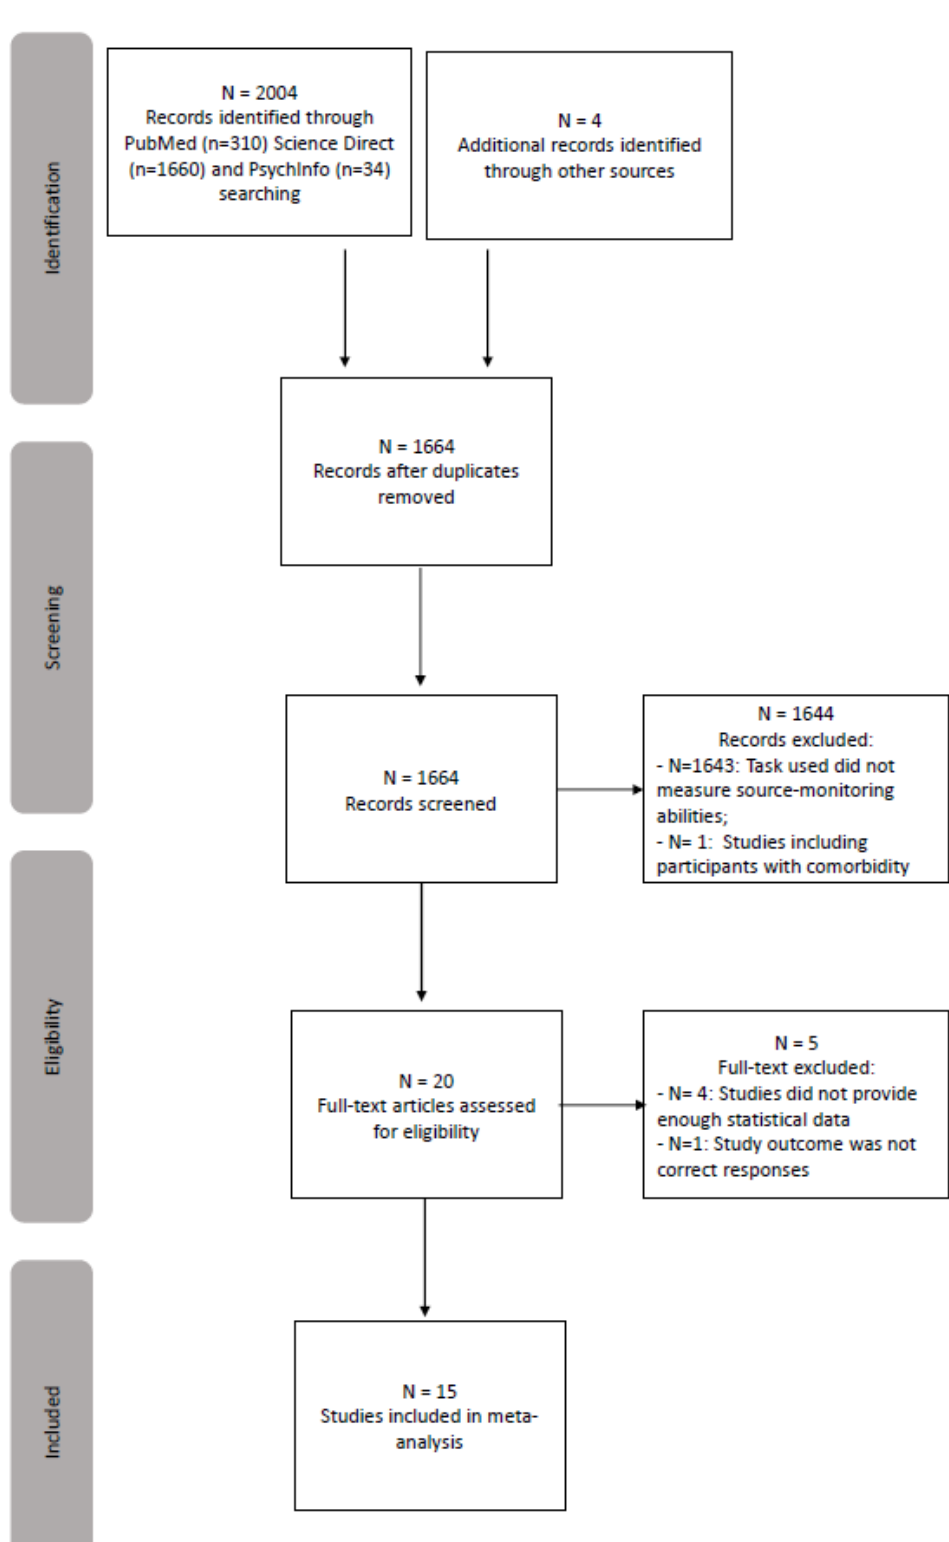 Identification
N = 2004
Records identified through
PubMed (n=310) Science Direct
(n=1660) and PsychInfo (n=34)
searching
N = 4
Additional records identified
through other sources
N = 1664
Records after duplicates
removed
Screening
N = 1664
Records screened
N = 1644
Records excluded:
- N=1643: Task used did not
measure source-monitoring
abilities;
- N= 1:  Studies including
participants with comorbidity
Eligibility
N = 20
Full-text articles assessed
for eligibility
N = 5
Full-text excluded:
- N= 4: Studies did not provide
enough statistical data
- N=1: Study outcome was not
correct responses
Included
N = 15
Studies included in meta-
analysis